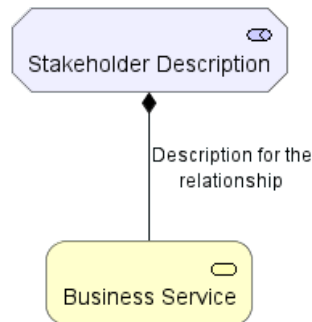 Stakeholder Description
Description for the
relationship
Business Service